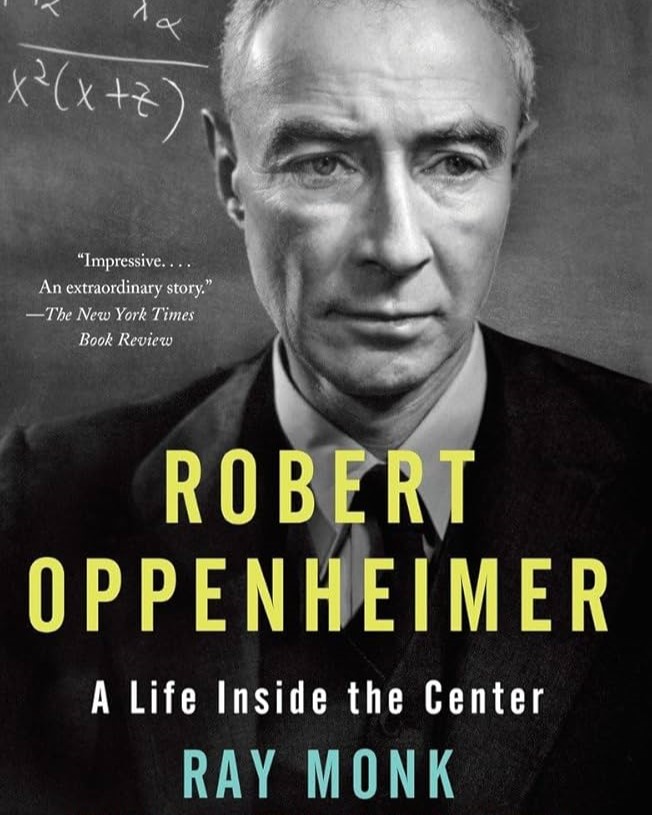 x²(x+z)
“Impressive. . . .
An extraordinary story.”
—The New York Times
Book Review
ROBERT
OPPENHEIMER
A Life Inside the Center
RAY MONK